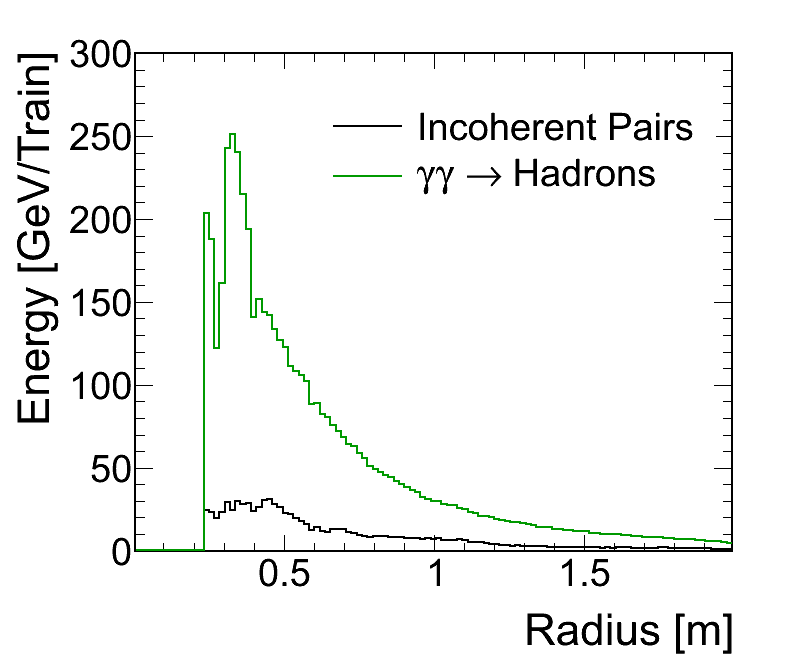 Energy [GeV/Train]
300
250
200
150
100
50
0
Incoherent Pairs
γγ → Hadrons
0.5 1 1.5
Radius [m]